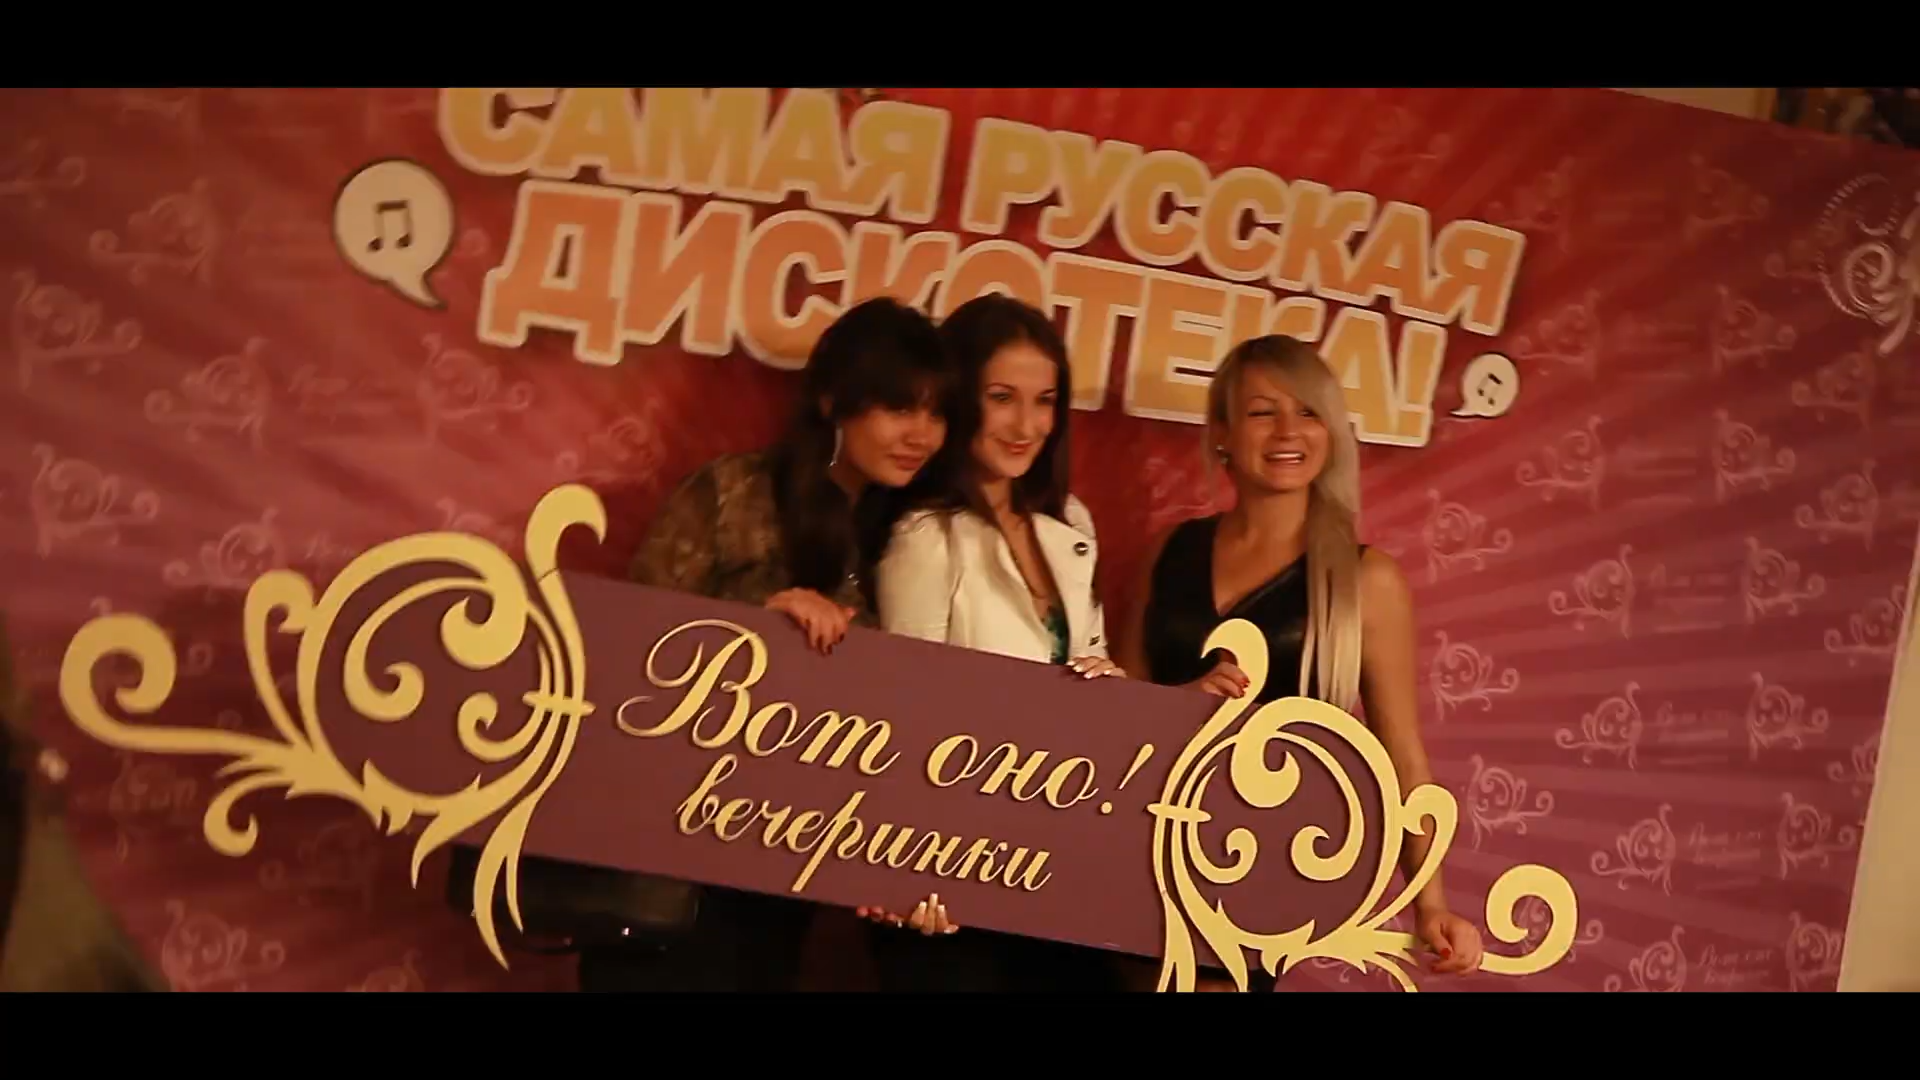 САМАЯ РУССКАЯ
ДИСКОТЕКА!
Вот оно!
вечеринки